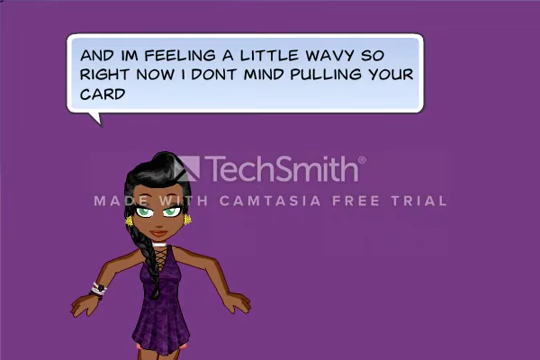 AND IM FEELING A LITTLE WAVY SO
RIGHT NOW I DONT MIND PULLING YOUR
CARD
TechSmith®
MADE WITH CAMTASIA FREE TRIAL